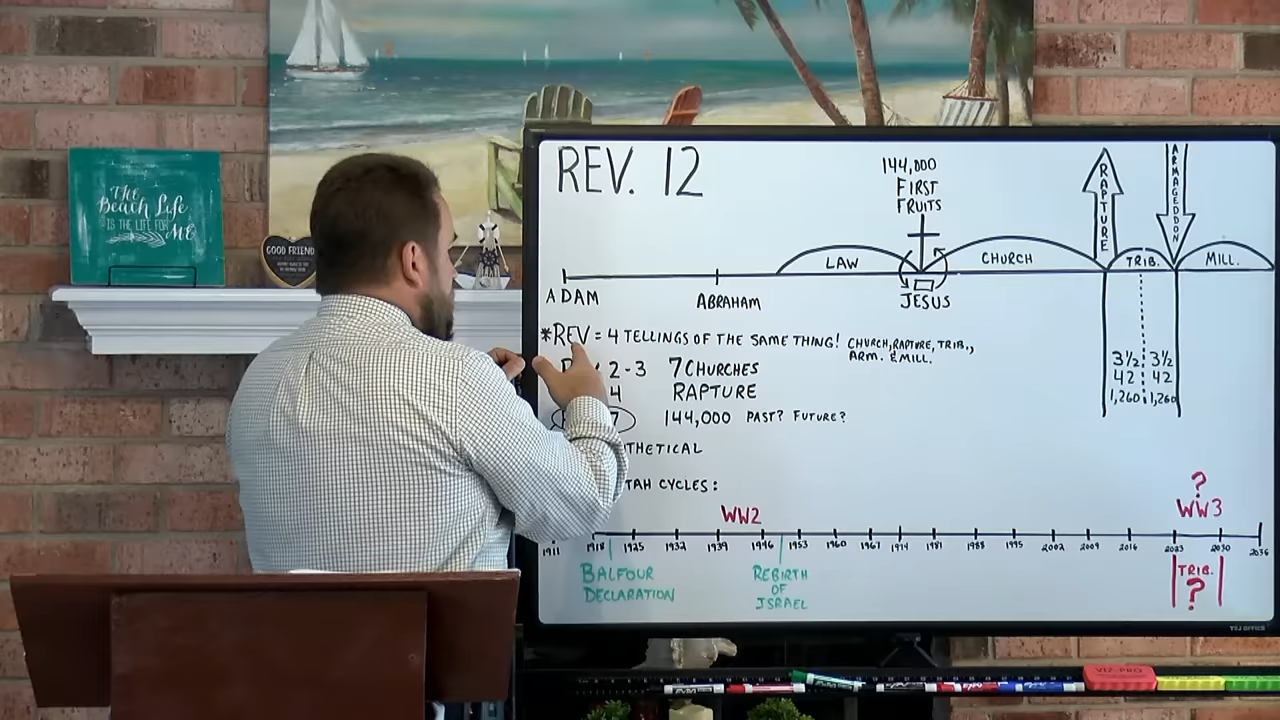 The
Beach Life
IS THE LIFE FOR
ME
GOOD FRIEND
REV. 12
144,000
FIRST
FRUITS
RAPTURE
ARMAGEDDON
LAW
CHURCH
TRIB.
MILL.
ADAM
ABRAHAM
JESUS
*REV = 4 TELLINGS OF THE SAME THING! CHURCH, RAPTURE, TRIB.,
ARM. & MILL.
2-3 7 CHURCHES
4 RAPTURE
7 144,000 PAST? FUTURE?
THETICAL
TAH CYCLES:
3½ 3½
42 42
1,260 1,260
WW2
?
WW3
1911 1918 1925 1932 1939 1946 1953 1960 1967 1974 1981 1988 1995 2002 2009 2016 2023 2030 2036
BALFOUR
DECLARATION
REBIRTH
OF
ISRAEL
TRIB.
?
VIZ-PRO